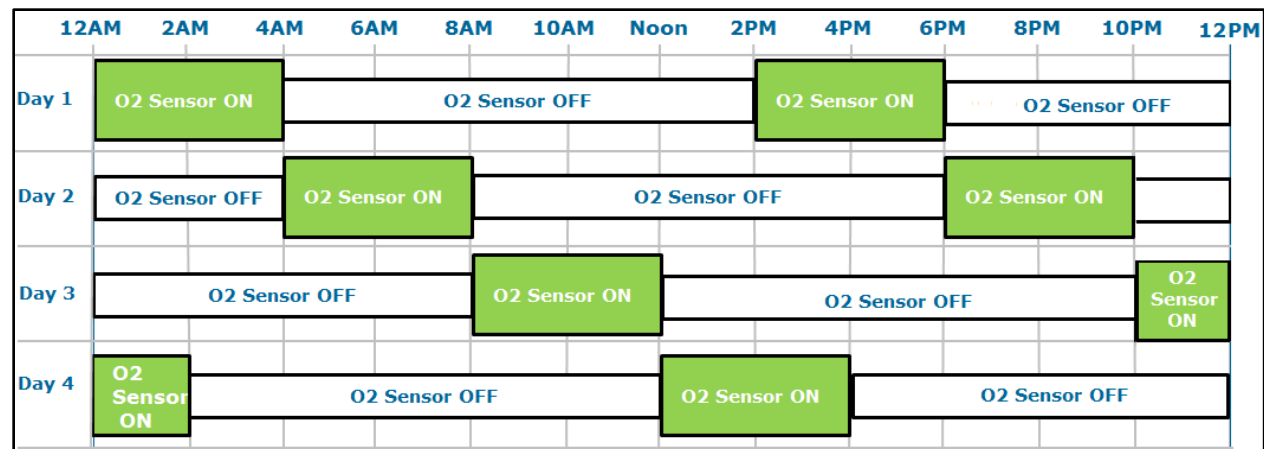 12AM 2AM 4AM 6AM 8AM 10AM Noon 2PM 4PM 6PM 8PM 10PM 12PM
Day 1 O2 Sensor ON O2 Sensor OFF O2 Sensor ON O2 Sensor OFF
Day 2 O2 Sensor OFF O2 Sensor ON O2 Sensor OFF O2 Sensor ON
Day 3 O2 Sensor OFF O2 Sensor ON O2 Sensor OFF O2
Sensor
ON
Day 4 O2
Sensor
ON O2 Sensor OFF O2 Sensor ON O2 Sensor OFF